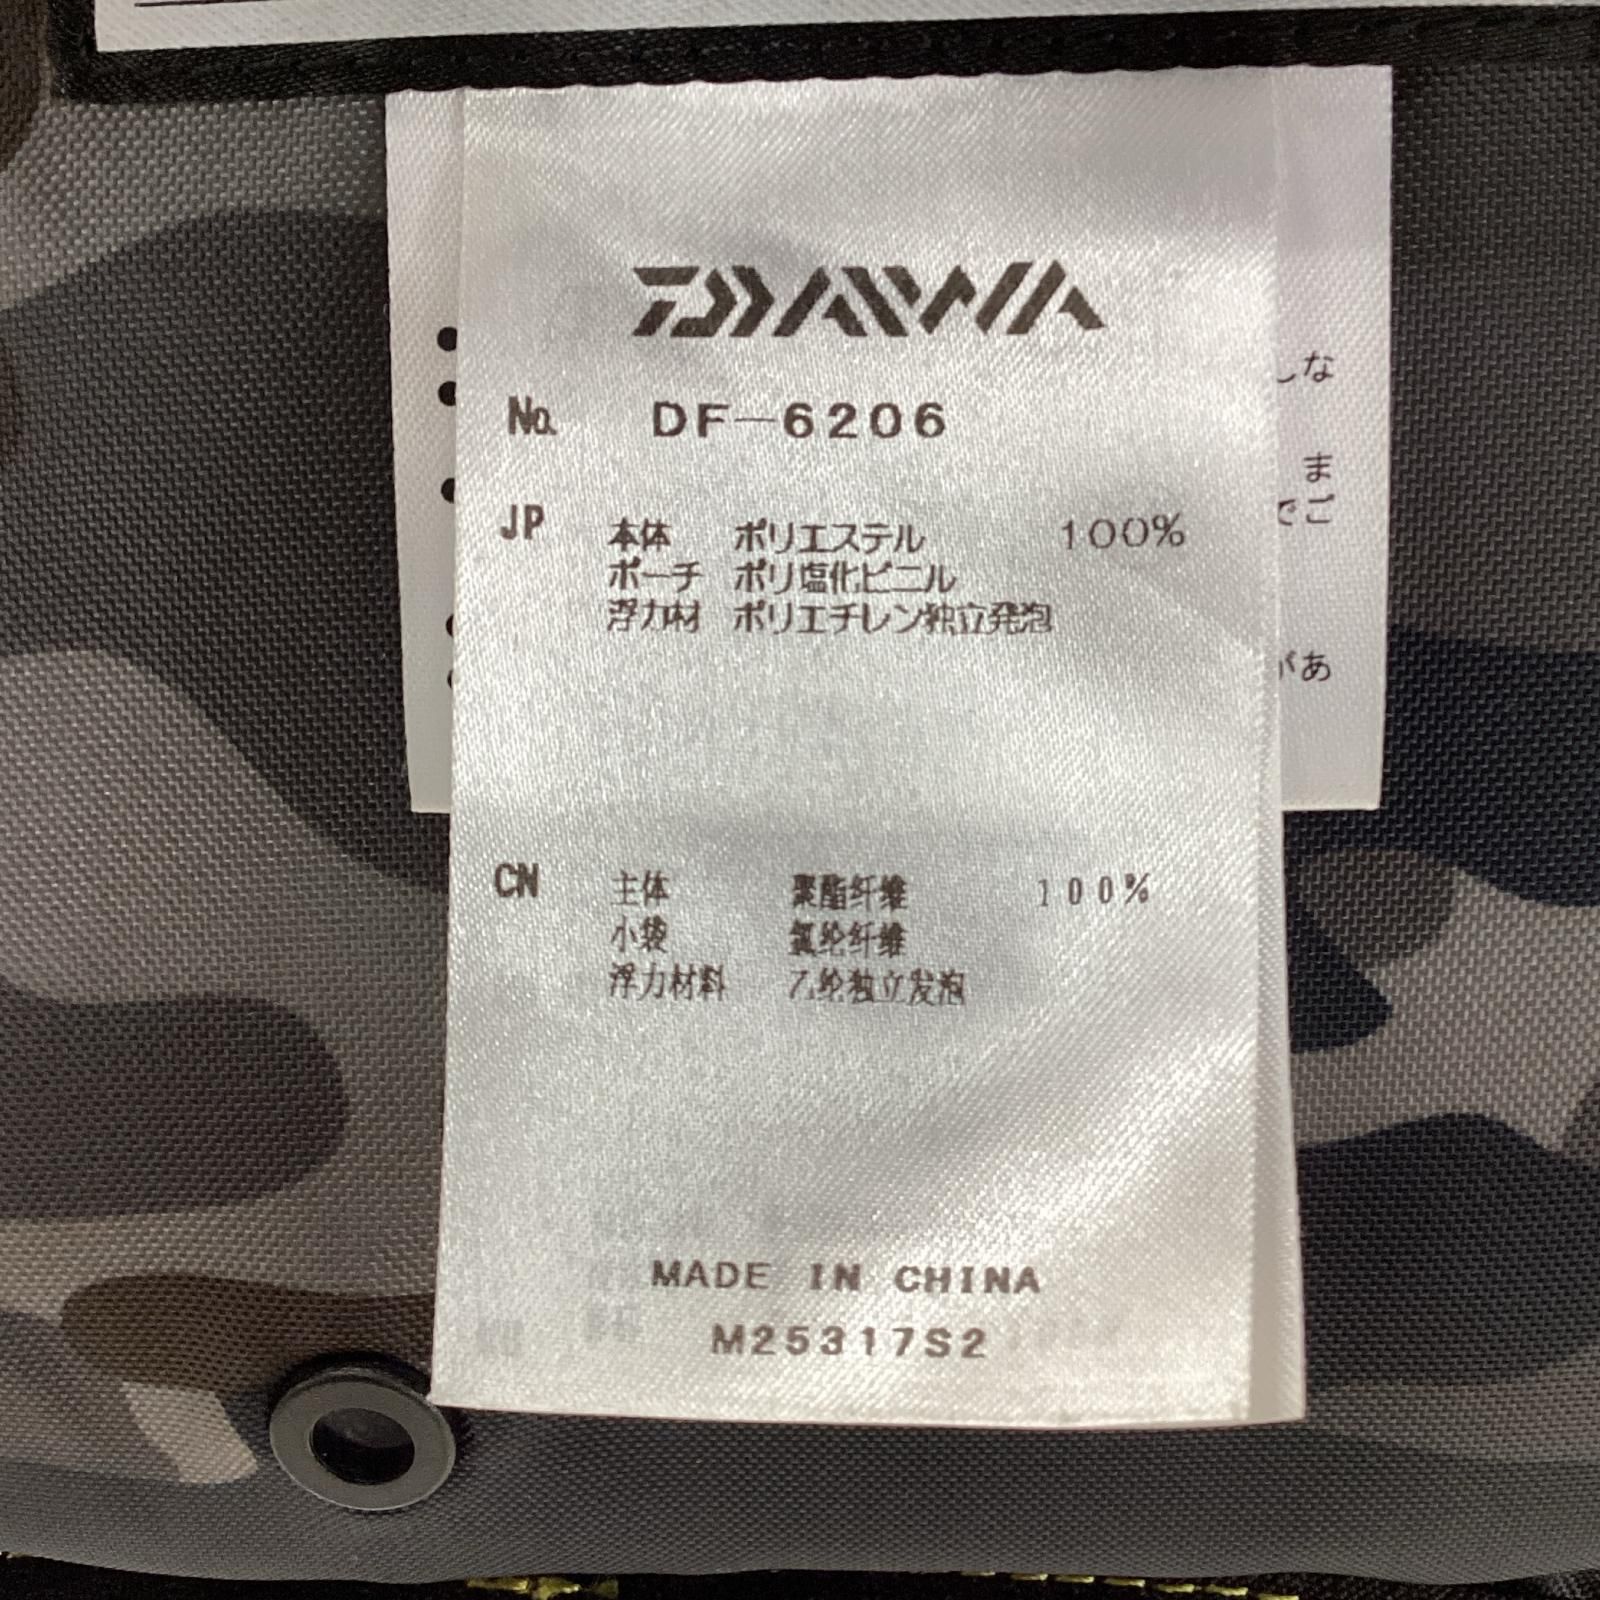 DAIWA
No. DF-6206
JP 本体 ポリエステル 100%
ポーチ ポリ塩化ビニル
浮力材 ポリエチレン独立発泡
CN 主体 聚酯纤维 100%
小袋 氯纶纤维
浮力材料 乙纶独立发泡
MADE IN CHINA
M25317S2
しな
ま
でご
があ